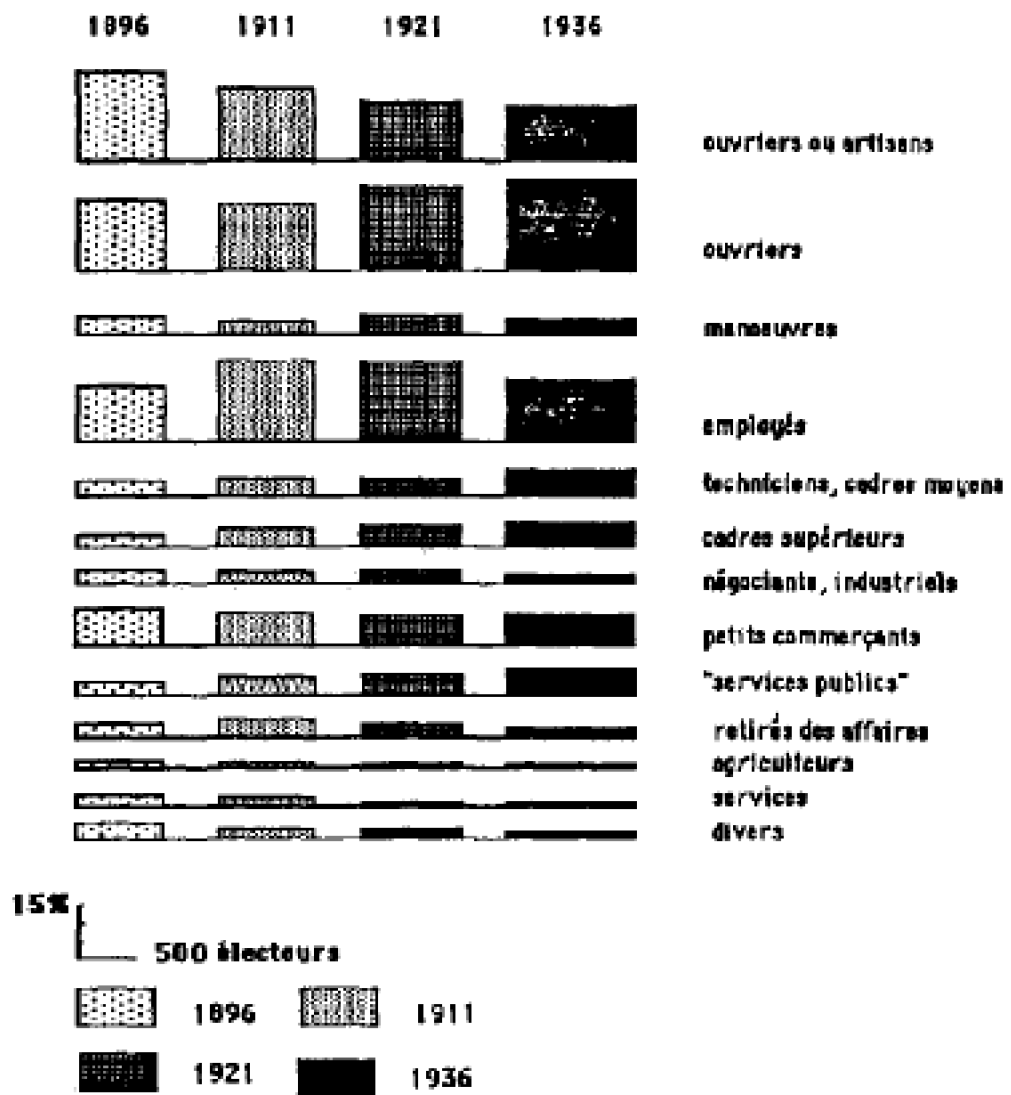 1896 1911 1921 1936
ouvriers ou artisans
ouvriers
manoeuvres
employés
techniciens, cadres moyens
cadres supérieurs
négociants, industriels
petits commerçants
"services publics"
retirés des affaires
agriculteurs
services
divers
15%
500 électeurs
1896 1911
1921 1936